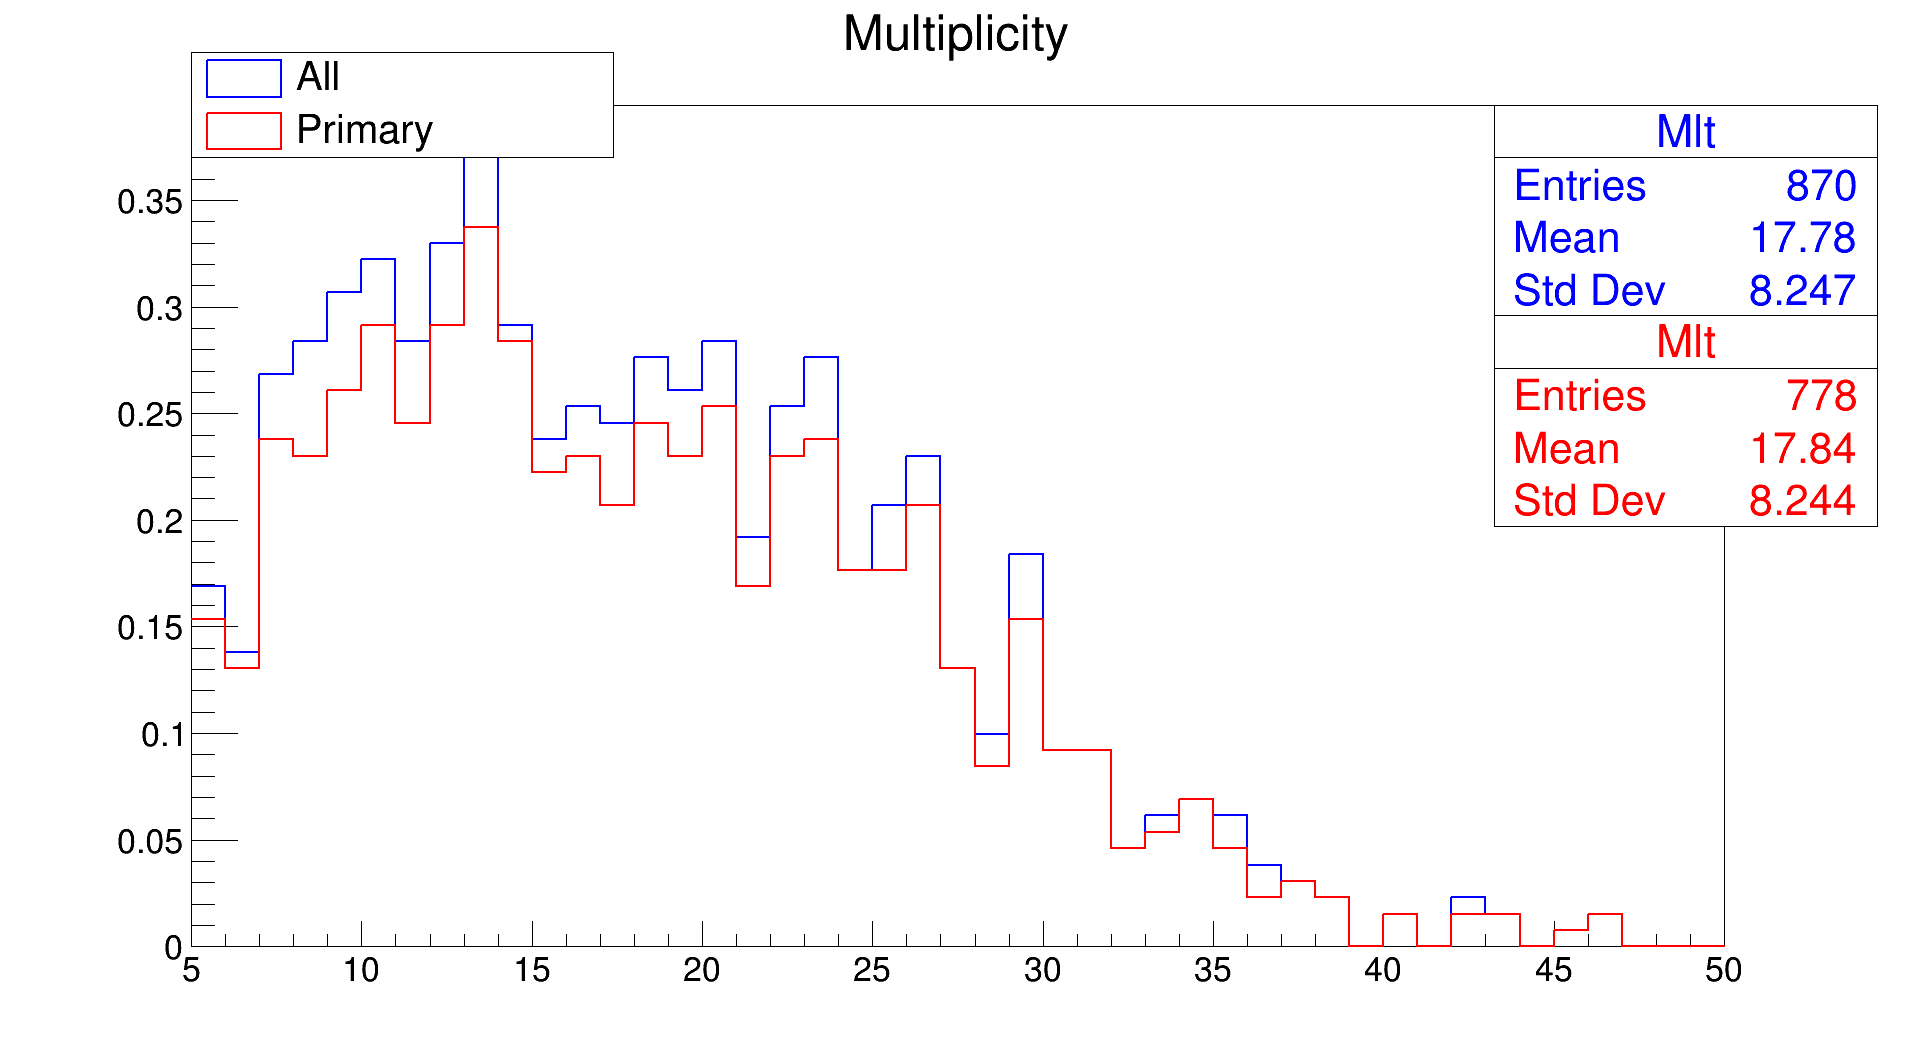 Multiplicity
All
Primary
Mlt
Entries 870
Mean 17.78
Std Dev 8.247
Mlt
Entries 778
Mean 17.84
Std Dev 8.244
0.35
0.3
0.25
0.2
0.15
0.1
0.05
0
5 10 15 20 25 30 35 40 45 50